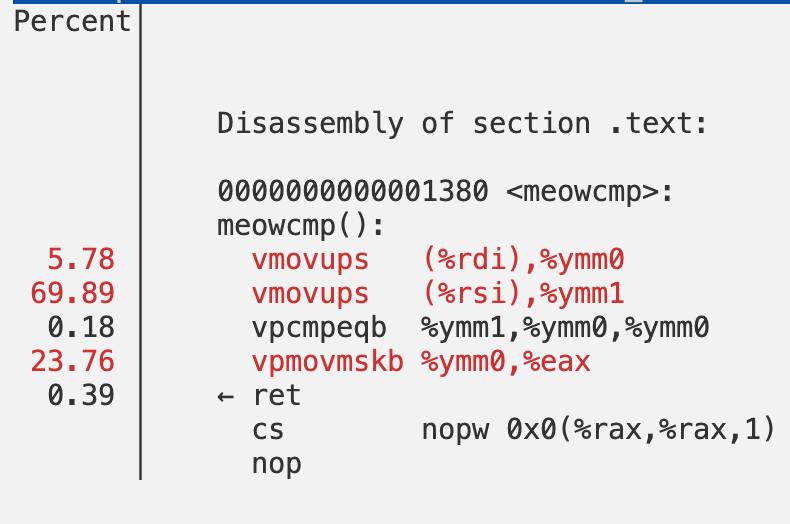 Percent
Disassembly of section .text:
0000000000001380 <meowcmp>:
meowcmp():
5.78 vmovups (%rdi),%ymm0
69.89 vmovups (%rsi),%ymm1
0.18 vpcmpeqb %ymm1,%ymm0,%ymm0
23.76 vpmovmskb %ymm0,%eax
0.39 ← ret
cs nopw 0x0(%rax,%rax,1)
nop